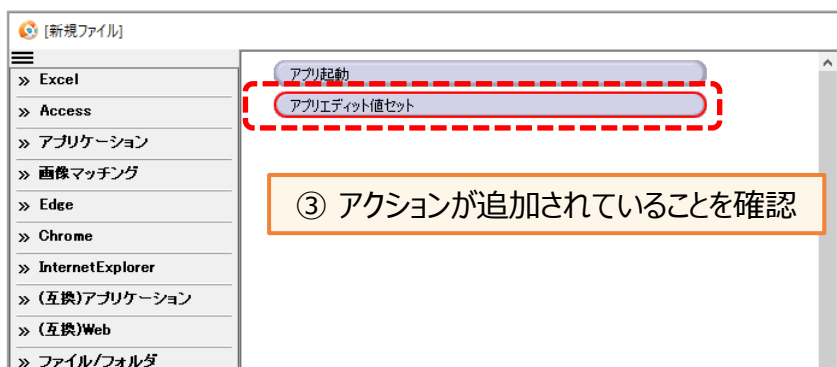 [新規ファイル]
» Excel
» Access
» アプリケーション
» 画像マッチング
» Edge
» Chrome
» InternetExplorer
» (互換)アプリケーション
» (互換)Web
» ファイル/フォルダ
アプリ起動
アプリエディット値セット
③ アクションが追加されていることを確認